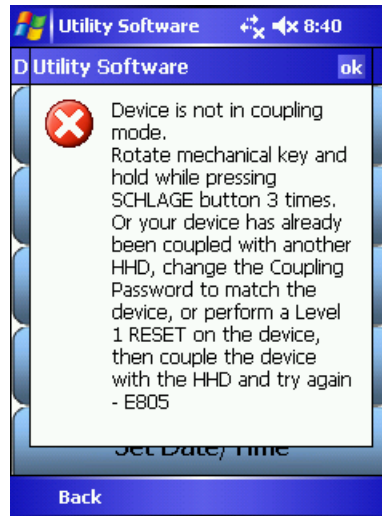 Utility Software 8:40
D Utility Software ok
Device is not in coupling
mode.
Rotate mechanical key and
hold while pressing
SCHLAGE button 3 times.
Or your device has already
been coupled with another
HHD, change the Coupling
Password to match the
device, or perform a Level
1 RESET on the device,
then couple the device
with the HHD and try again
- E805
Set Date/Time
Back